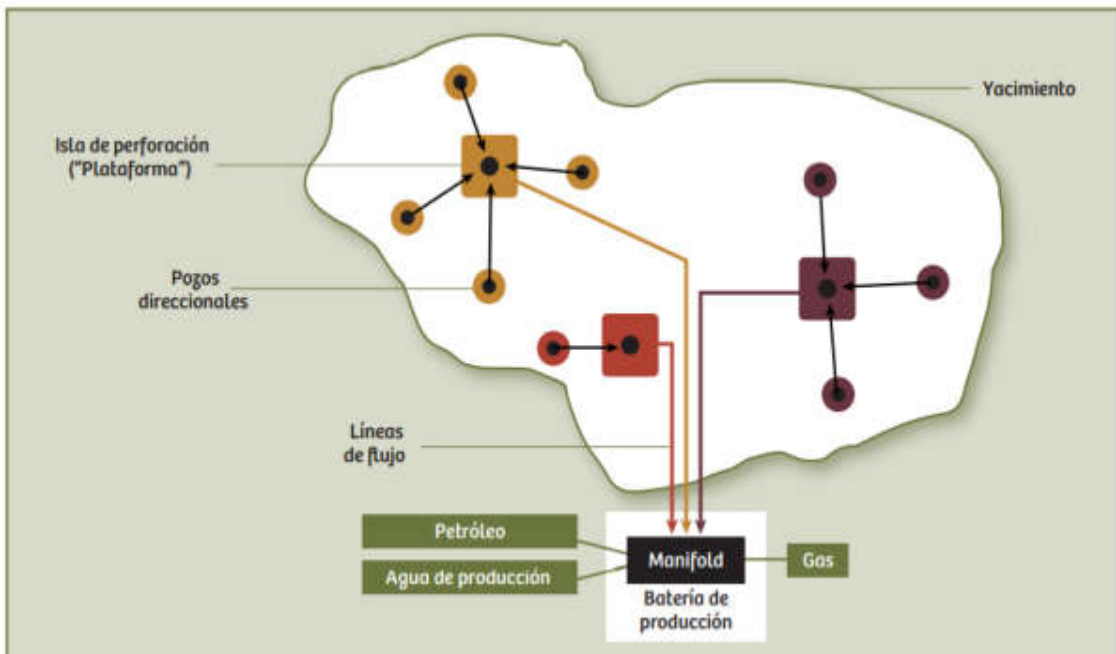 Yacimiento
Isla de perforación
("Plataforma")
Pozos
direccionales
Líneas
de flujo
Petróleo
Agua de producción
Manifold
Gas
Batería de
producción